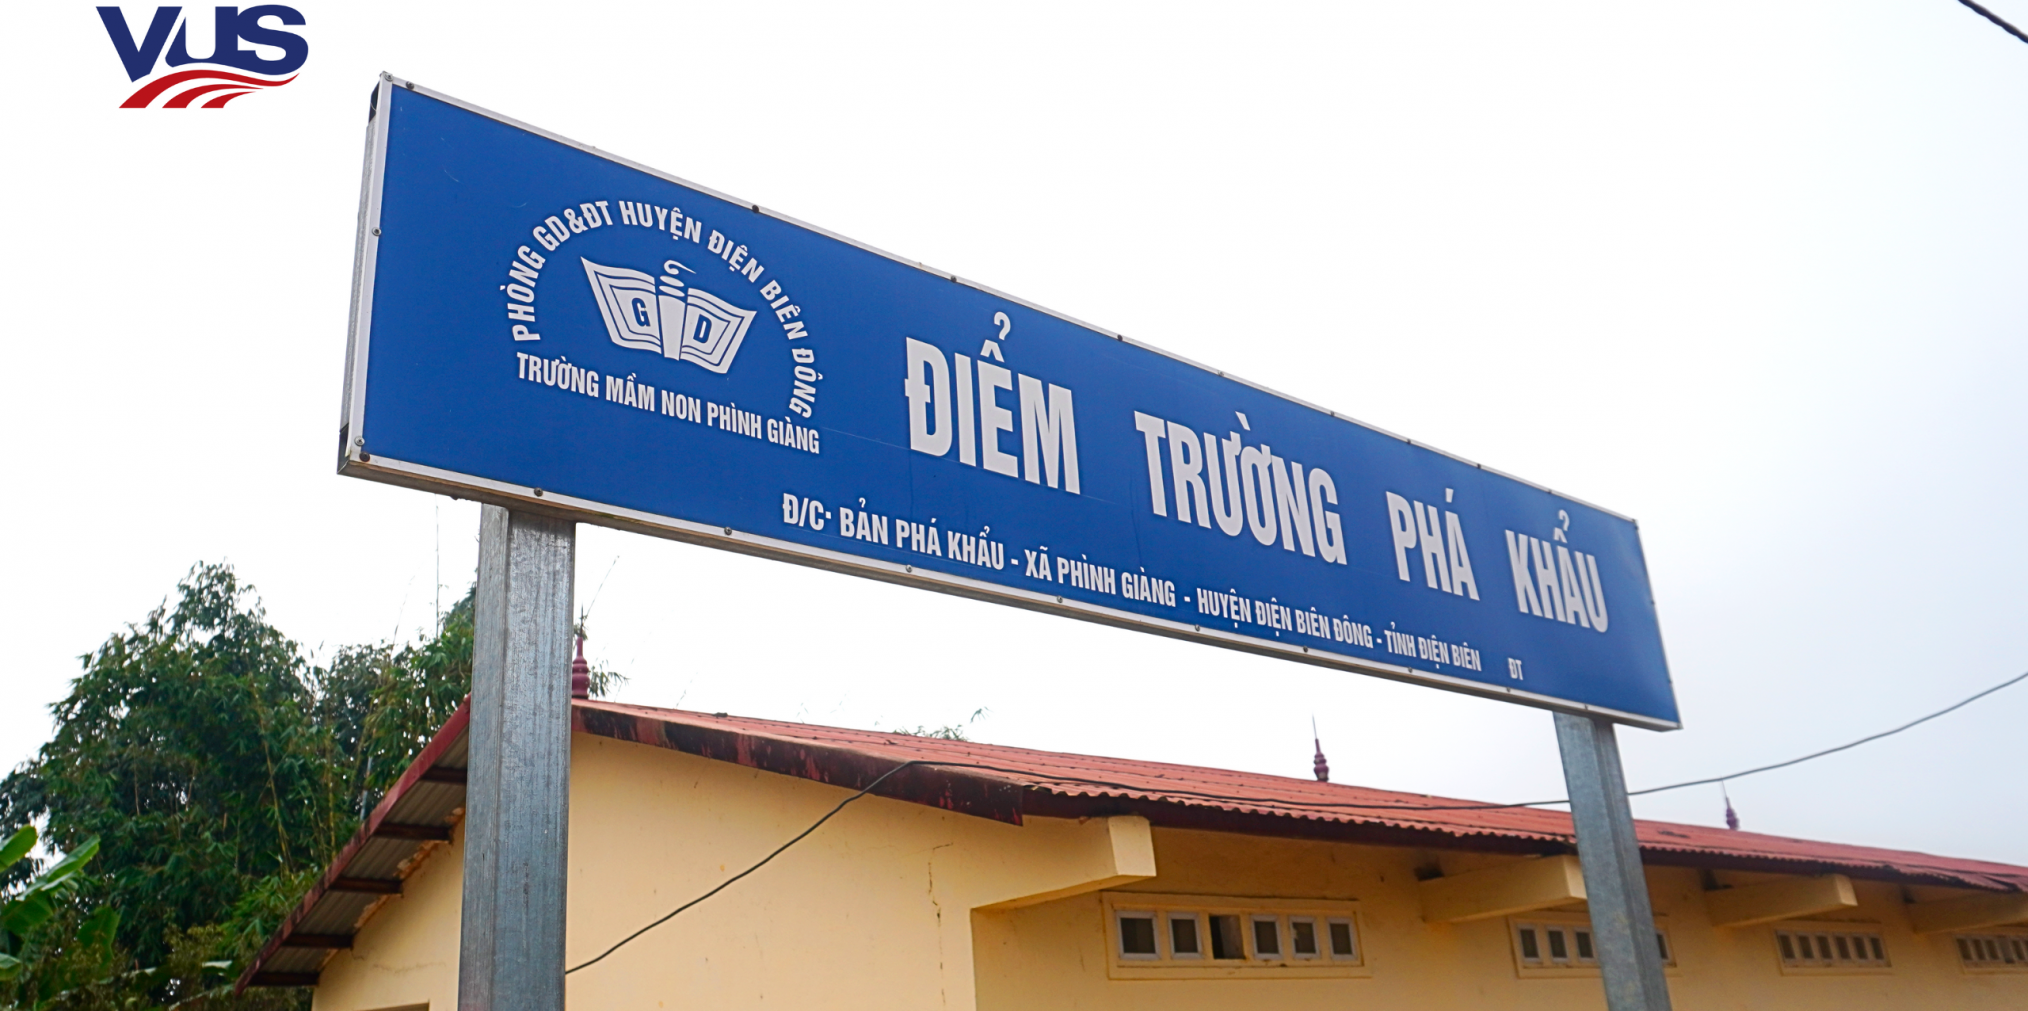 VUS
PHÒNG GD&ĐT HUYỆN ĐIỆN BIÊN ĐÔNG
G D
TRƯỜNG MẦM NON PHÌNH GIÀNG
ĐIỂM TRƯỜNG PHÁ KHẨU
Đ/C: BẢN PHÁ KHẨU - XÃ PHÌNH GIÀNG - HUYỆN ĐIỆN BIÊN ĐÔNG - TỈNH ĐIỆN BIÊN ĐT